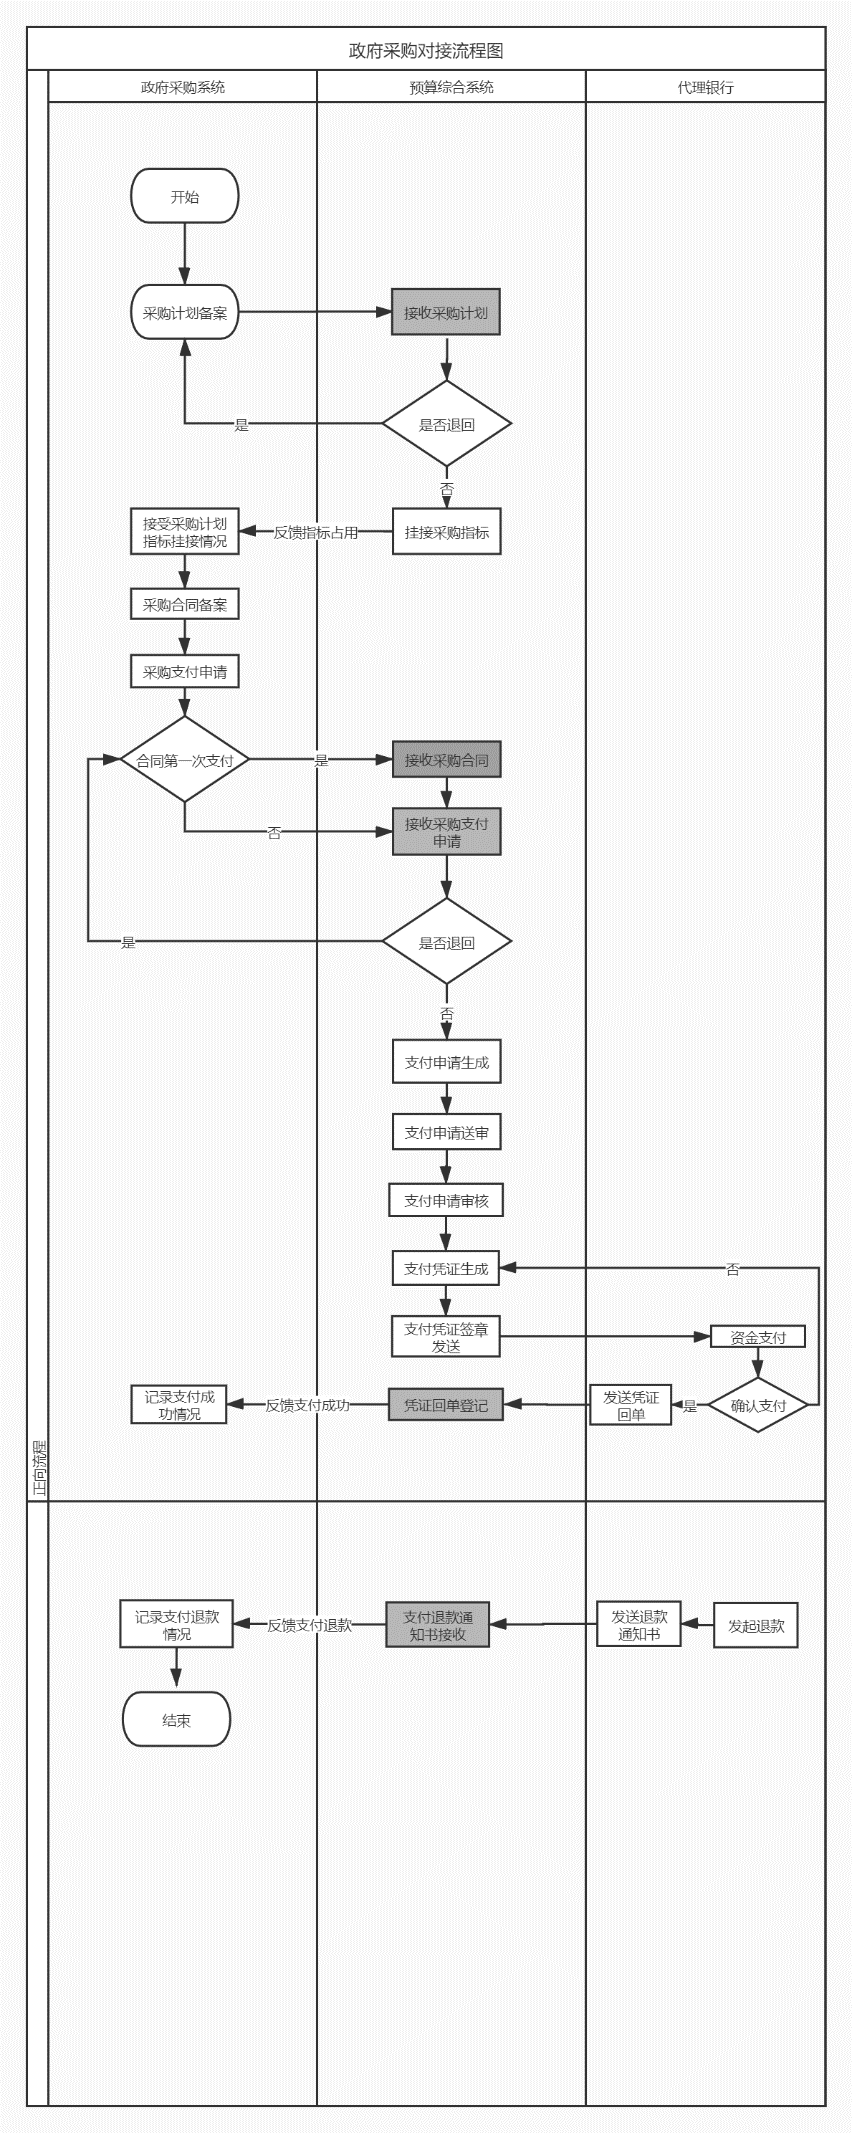 政府采购对接流程图
政府采购系统
预算综合系统
代理银行
开始
采购计划备案
接收采购计划
是否退回
是
否
接受采购计划
指标挂接情况
反馈指标占用
挂接采购指标
采购合同备案
采购支付申请
合同第一次支付
是
接收采购合同
否
接收采购支付
申请
是否退回
是
否
支付申请生成
支付申请送审
支付申请审核
支付凭证生成
否
支付凭证签章
发送
资金支付
确认支付
是
发送凭证
回单
凭证回单登记
反馈支付成功
记录支付成
功情况
正向流程
记录支付退款
情况
反馈支付退款
支付退款通
知书接收
发送退款
通知书
发起退款
结束